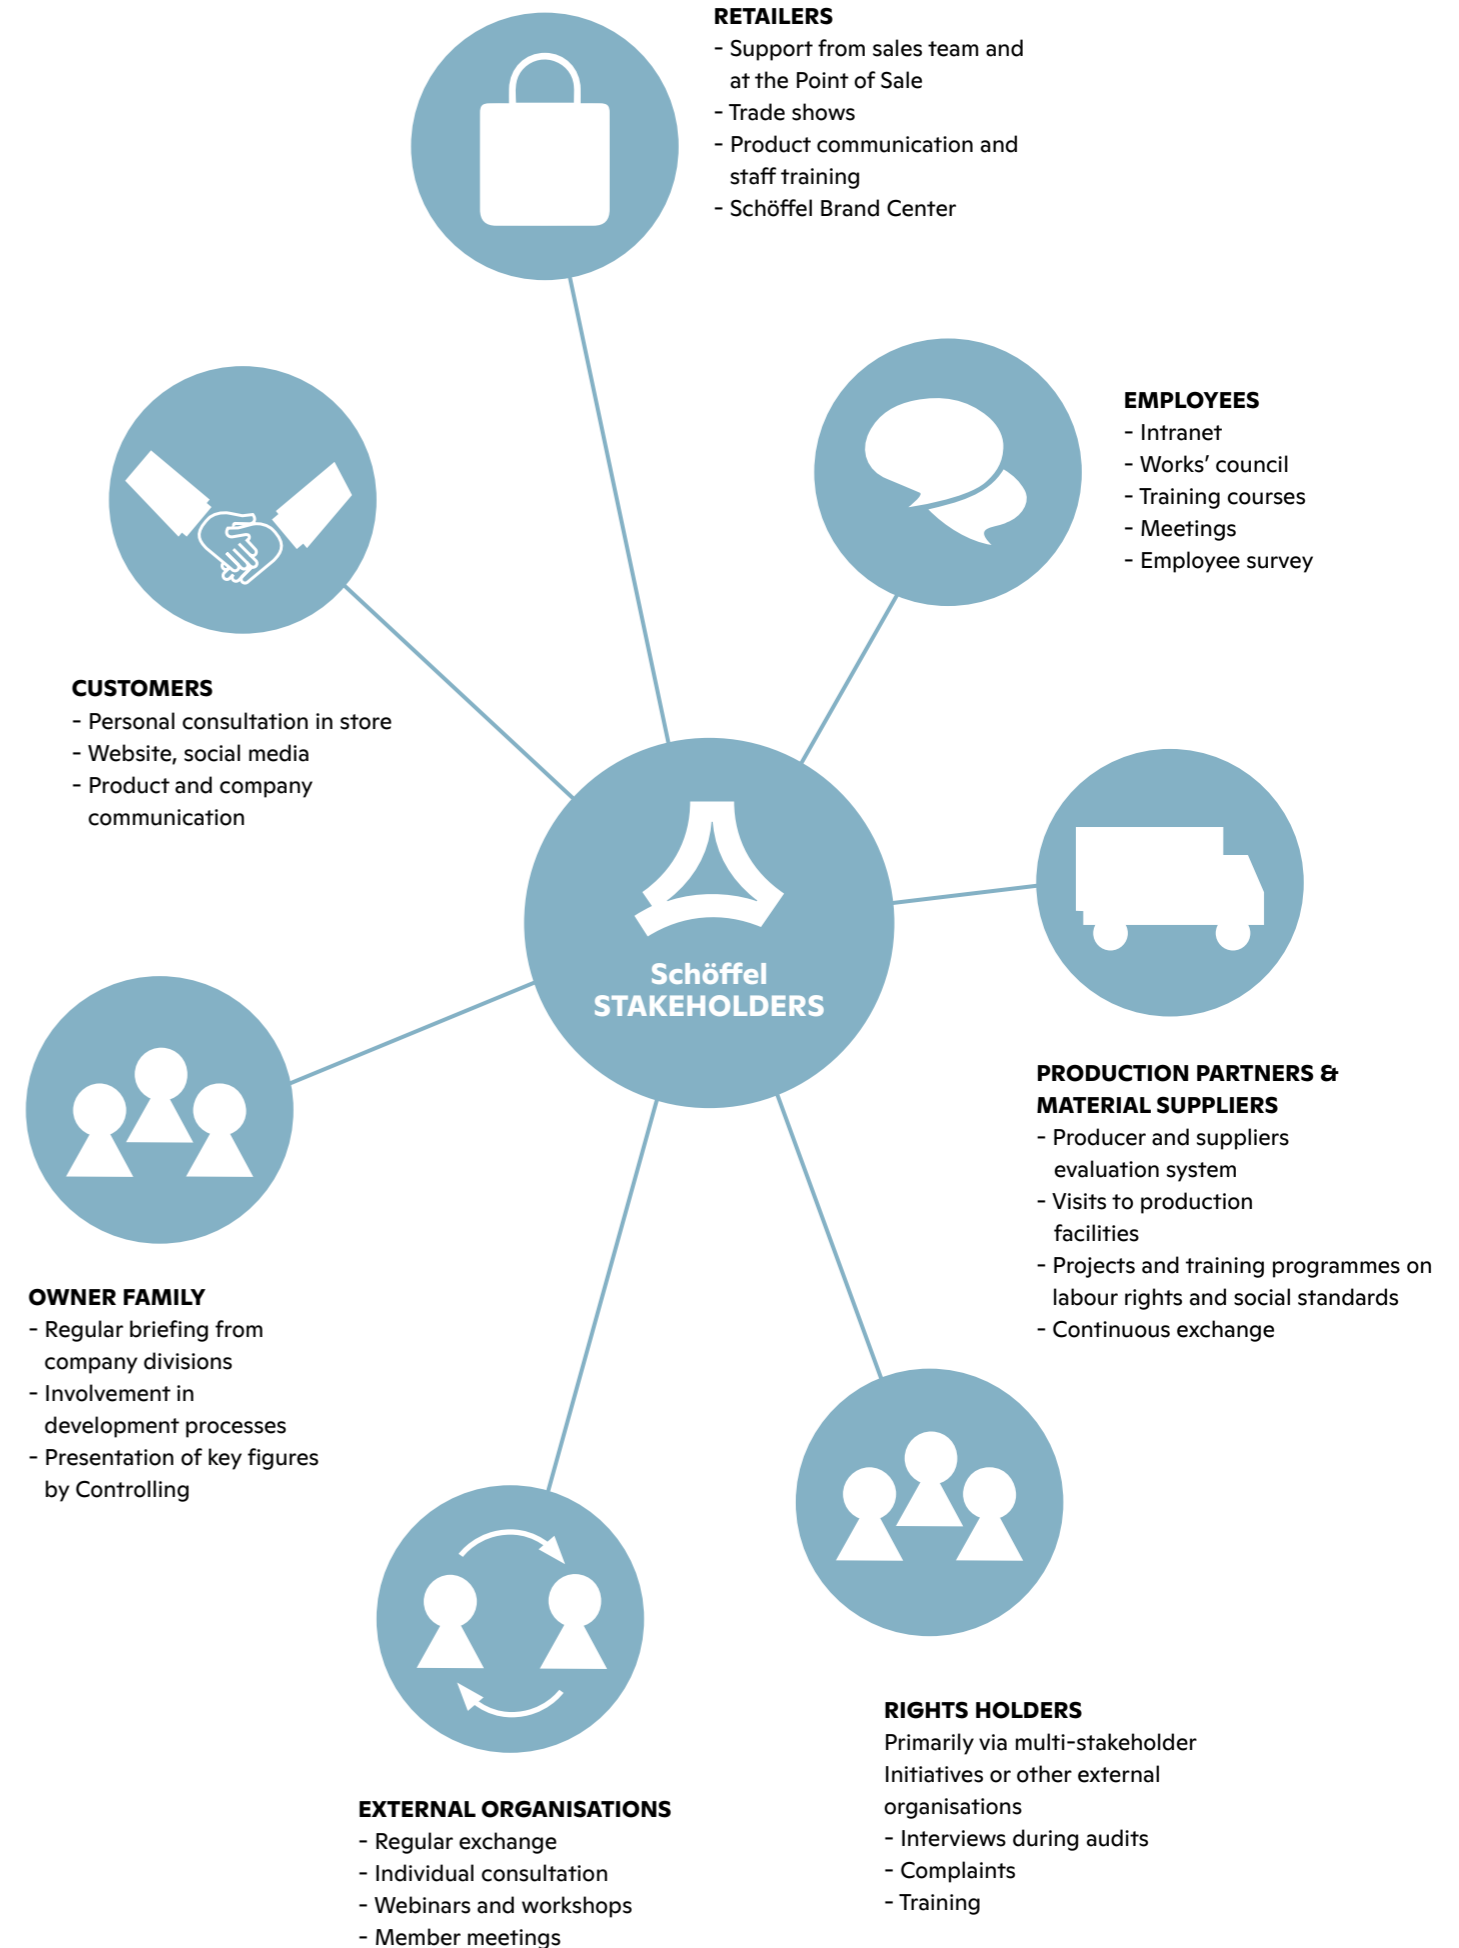 RETAILERS
- Support from sales team and
at the Point of Sale
- Trade shows
- Product communication and
staff training
- Schöffel Brand Center
EMPLOYEES
- Intranet
- Works’ council
- Training courses
- Meetings
- Employee survey
CUSTOMERS
- Personal consultation in store
- Website, social media
- Product and company
communication
Schöffel
STAKEHOLDERS
PRODUCTION PARTNERS &
MATERIAL SUPPLIERS
- Producer and suppliers
evaluation system
- Visits to production
facilities
- Projects and training programmes on
labour rights and social standards
- Continuous exchange
OWNER FAMILY
- Regular briefing from
company divisions
- Involvement in
development processes
- Presentation of key figures
by Controlling
RIGHTS HOLDERS
Primarily via multi-stakeholder
Initiatives or other external
organisations
- Interviews during audits
- Complaints
- Training
EXTERNAL ORGANISATIONS
- Regular exchange
- Individual consultation
- Webinars and workshops
- Member meetings